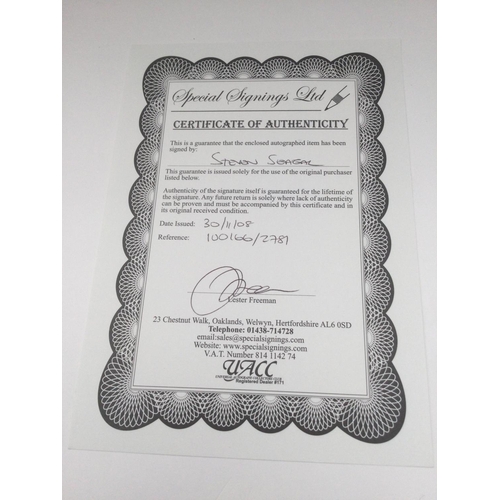 Special Signings Ltd
CERTIFICATE OF AUTHENTICITY
This is a guarantee that the enclosed autographed item has been
signed by:
STEVEN SEAGAL
This guarantee is issued solely for the use of the original purchaser
listed below.
Authenticity of the signature itself is guaranteed for the lifetime of
the signature. Any future return is solely where lack of authenticity
can be proven and must be accompanied by this certificate and in
its original received condition.
Date Issued: 30/11/08
Reference: 100166/2781
Lester Freeman
23 Chestnut Walk, Oaklands, Welwyn, Hertfordshire AL6 0SD
Telephone: 01438-714728
email:sales@specialsignings.com
Website: www.specialsignings.com
V.A.T. Number 814 1142 74
UACC
UNIVERSAL AUTOGRAPH COLLECTORS CLUB
Registered Dealer #171